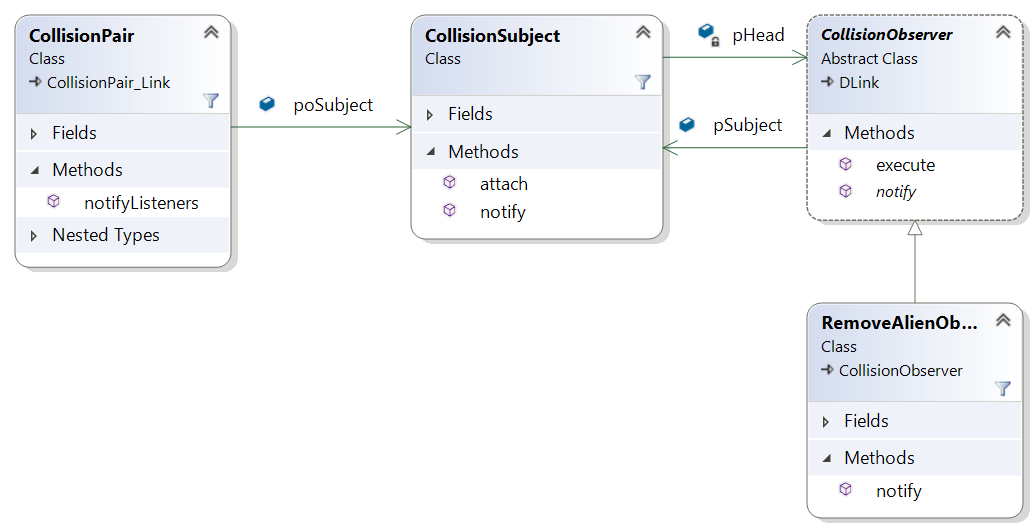 CollisionPair
Class
CollisionPair_Link
Fields
Methods
notifyListeners
Nested Types
poSubject
CollisionSubject
Class
Fields
Methods
attach
notify
pHead
pSubject
CollisionObserver
Abstract Class
DLink
Methods
execute
notify
RemoveAlienOb...
Class
CollisionObserver
Fields
Methods
notify